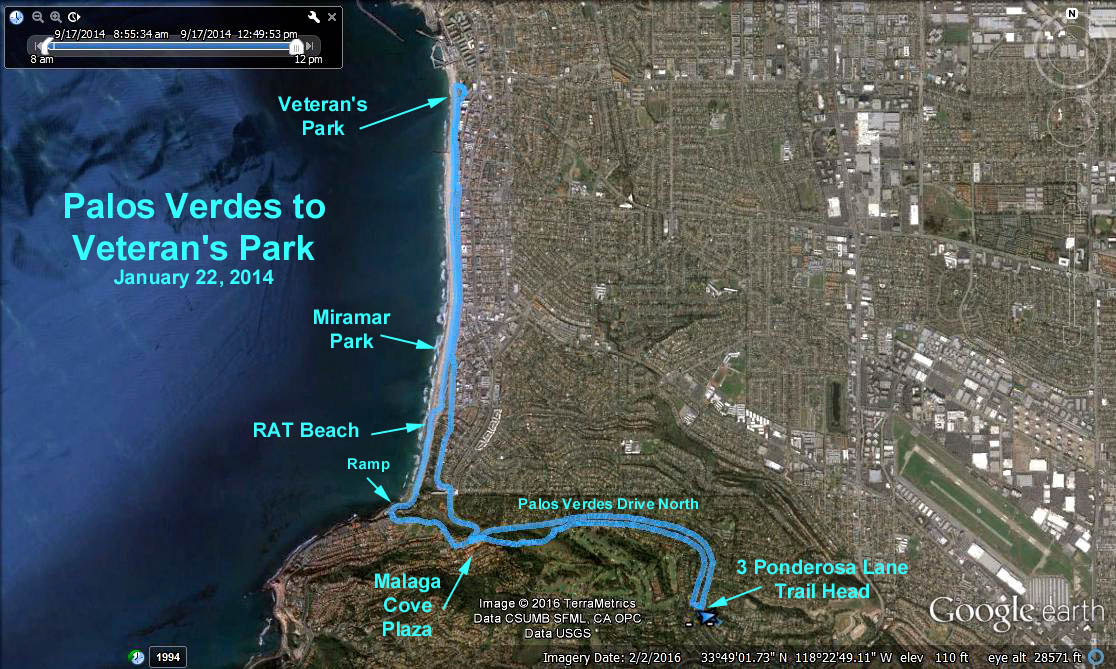 9/17/2014 8:55:34 am 9/17/2014 12:49:53 pm
8 am 12 pm
N
Veteran's
Park
Palos Verdes to
Veteran's Park
January 22, 2014
Miramar
Park
RAT Beach
Ramp
Palos Verdes Drive North
3 Ponderosa Lane
Trail Head
Malaga
Cove
Plaza
Image © 2016 TerraMetrics
Data CSUMB SFML, CA OPC
Data USGS
Google earth
1994
Imagery Date: 2/2/2016 33°49'01.73" N 118°22'49.11" W elev 110 ft eye alt 28571 ft